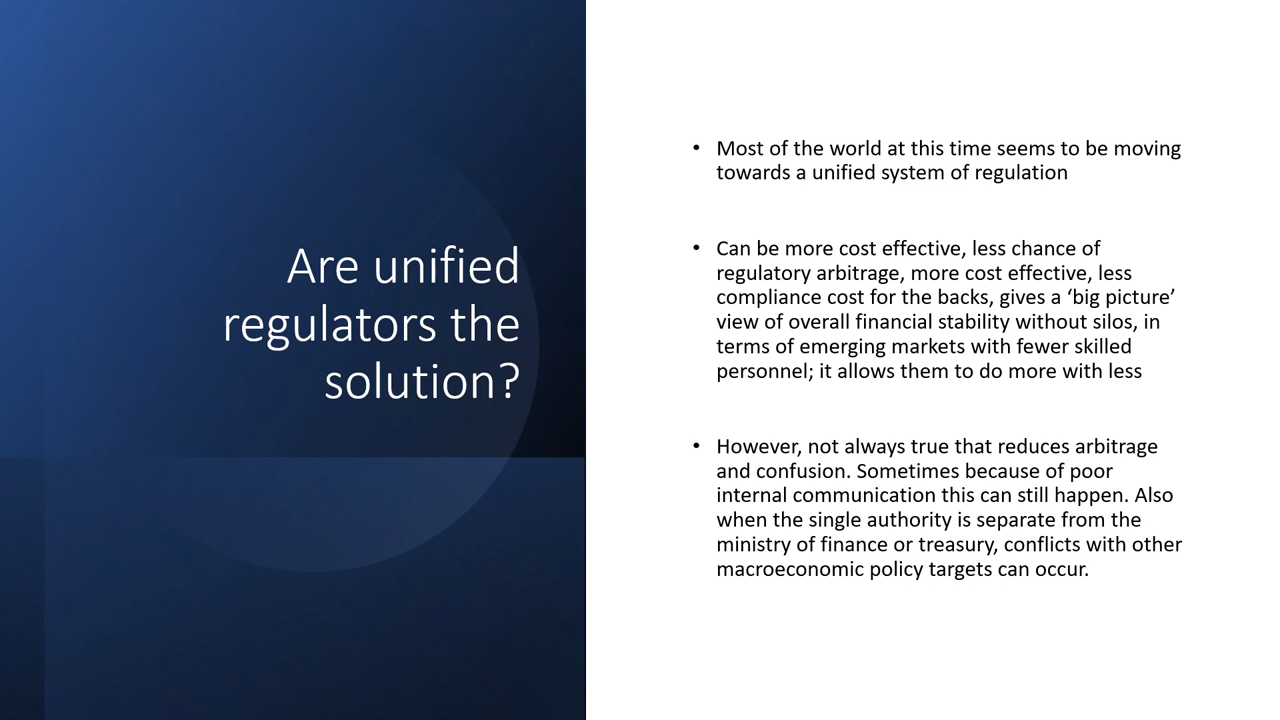 Are unified
regulators the
solution?
• Most of the world at this time seems to be moving
towards a unified system of regulation
• Can be more cost effective, less chance of
regulatory arbitrage, more cost effective, less
compliance cost for the backs, gives a ‘big picture’
view of overall financial stability without silos, in
terms of emerging markets with fewer skilled
personnel; it allows them to do more with less
• However, not always true that reduces arbitrage
and confusion. Sometimes because of poor
internal communication this can still happen. Also
when the single authority is separate from the
ministry of finance or treasury, conflicts with other
macroeconomic policy targets can occur.